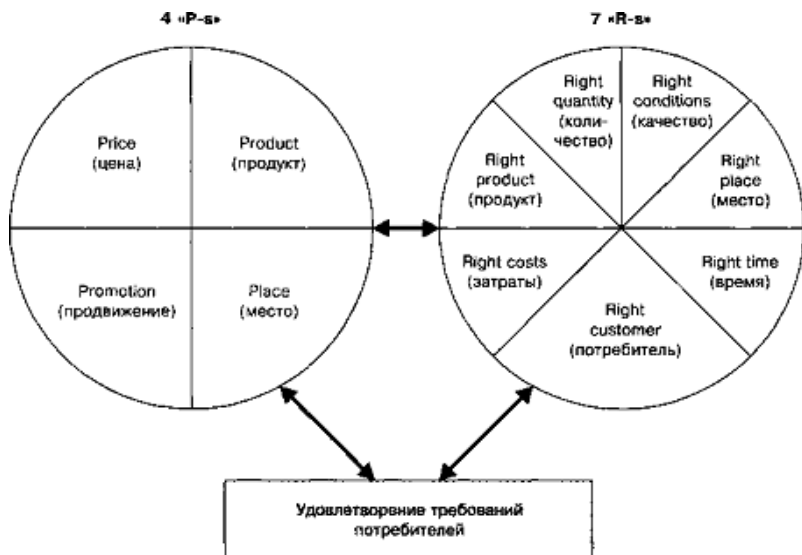 4 «P-s»
7 «R-s»
Price
(цена)
Product
(продукт)
Promotion
(продвижение)
Place
(место)
Right
quantity
(коли-
чество)
Right
conditions
(качество)
Right
product
(продукт)
Right
place
(место)
Right costs
(затраты)
Right time
(время)
Right
customer
(потребитель)
Удовлетворвние требований
потребителей